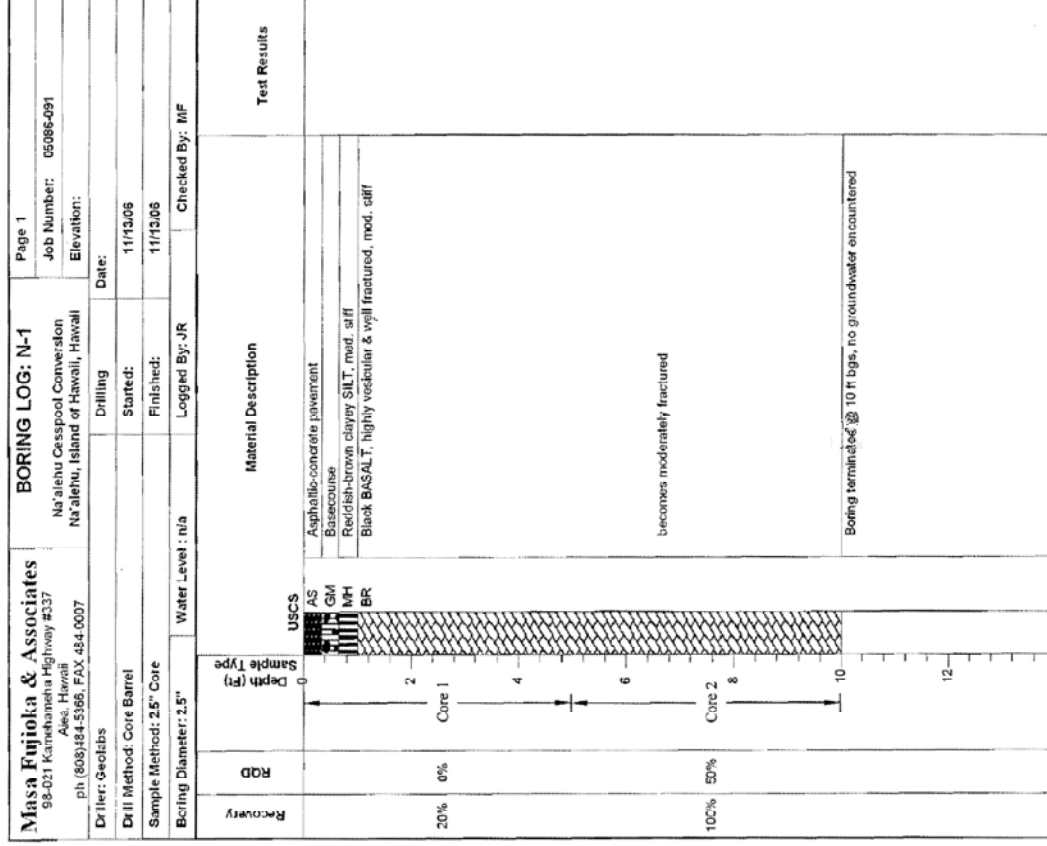 Masa Fujioka & Associates
98-021 Kamehameha Highway #337
Aiea, Hawaii
ph (808)484-5366, FAX 484-0007
BORING LOG: N-1
Na'alehu Cesspool Conversion
Na'alehu, Island of Hawaii, Hawaii
Page 1
Job Number: 05086-091
Elevation:
Driller: Geolabs
Drilling
Date:
Drill Method: Core Barrel
Started:
11/13/06
Sample Method: 2.5" Core
Finished:
11/13/06
Boring Diameter: 2.5"
Water Level : n/a
Logged By: JR
Checked By: MF
Recovery
RQD
Depth (Ft)
Sample Type
USCS
Material Description
Test Results
0
AS
Asphaltic-concrete pavement
GM
Basecourse
MH
Reddish-brown clayey SILT, med. stiff
BR
Black BASALT, highly vesicular & well fractured, mod. stiff
2
20%
0%
Core 1
4
6
becomes moderately fractured
100%
50%
Core 2
8
10
Boring terminated @ 10 ft bgs, no groundwater encountered
12